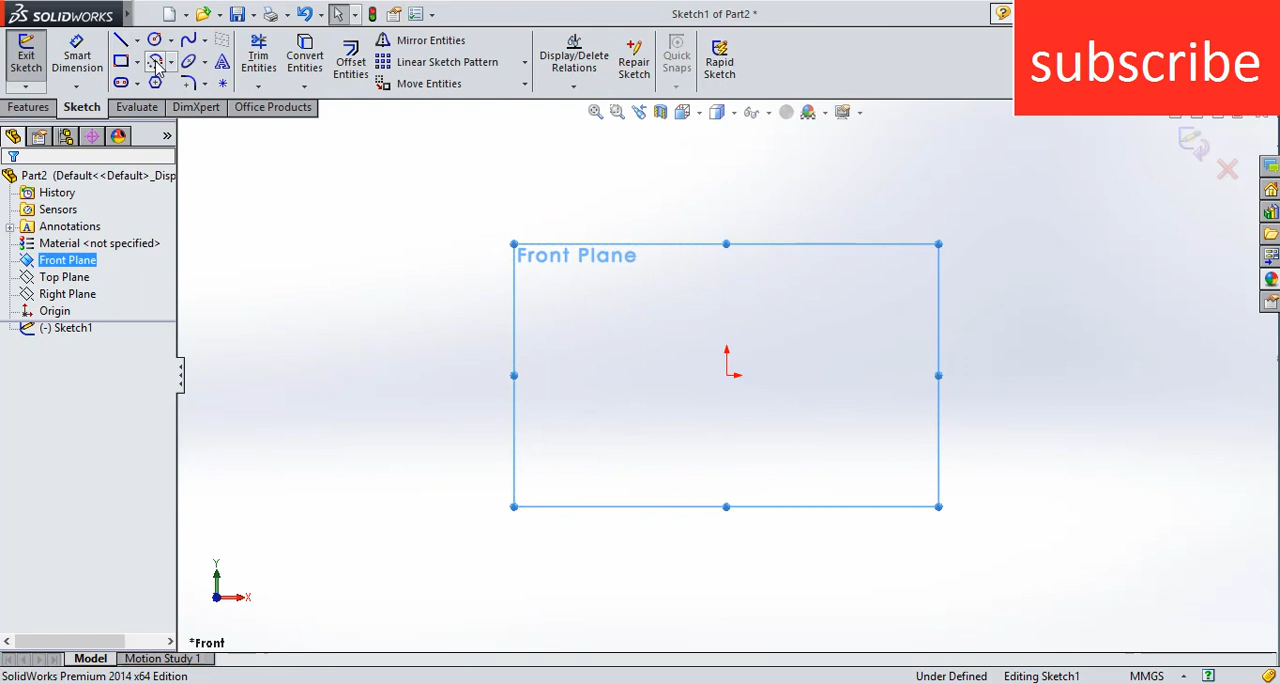 SOLIDWORKS
Sketch1 of Part2 *
Exit Sketch
Smart Dimension
Trim Entities
Convert Entities
Offset Entities
Mirror Entities
Linear Sketch Pattern
Move Entities
Display/Delete Relations
Repair Sketch
Quick Snaps
Rapid Sketch
subscribe
Features
Sketch
Evaluate
DimXpert
Office Products
Part2 (Default<<Default>_Disp
History
Sensors
Annotations
Material <not specified>
Front Plane
Top Plane
Right Plane
Origin
(-) Sketch1
Front Plane
Y
X
*Front
Model
Motion Study 1
SolidWorks Premium 2014 x64 Edition
Under Defined
Editing Sketch1
MMGS